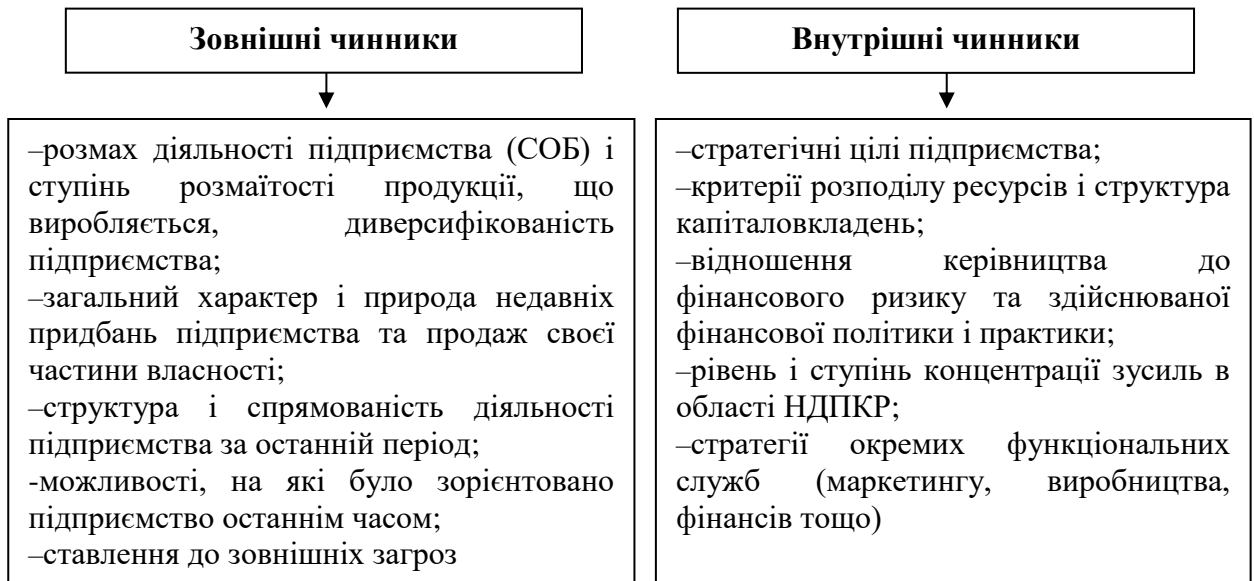 Зовнішні чинники
–розмах діяльності підприємства (СОБ) і
ступінь розмаїтості продукції, що
виробляється, диверсифікованість
підприємства;
–загальний характер і природа недавніх
придбань підприємства та продаж своєї
частини власності;
–структура і спрямованість діяльності
підприємства за останній період;
-можливості, на які було зорієнтовано
підприємство останнім часом;
–ставлення до зовнішніх загроз
Внутрішні чинники
–стратегічні цілі підприємства;
–критерії розподілу ресурсів і структура
капіталовкладень;
–відношення керівництва до
фінансового ризику та здійснюваної
фінансової політики і практики;
–рівень і ступінь концентрації зусиль в
області НДПКР;
–стратегії окремих функціональних
служб (маркетингу, виробництва,
фінансів тощо)